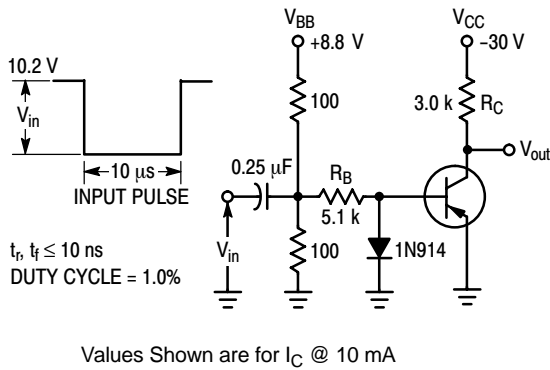 V_BB
+8.8 V
V_CC
−30 V
10.2 V
V_in
10 μs
INPUT PULSE
t_r, t_f ≤ 10 ns
DUTY CYCLE = 1.0%
100
0.25 μF
V_in
100
R_B
5.1 k
1N914
3.0 k
R_C
V_out
Values Shown are for I_C @ 10 mA